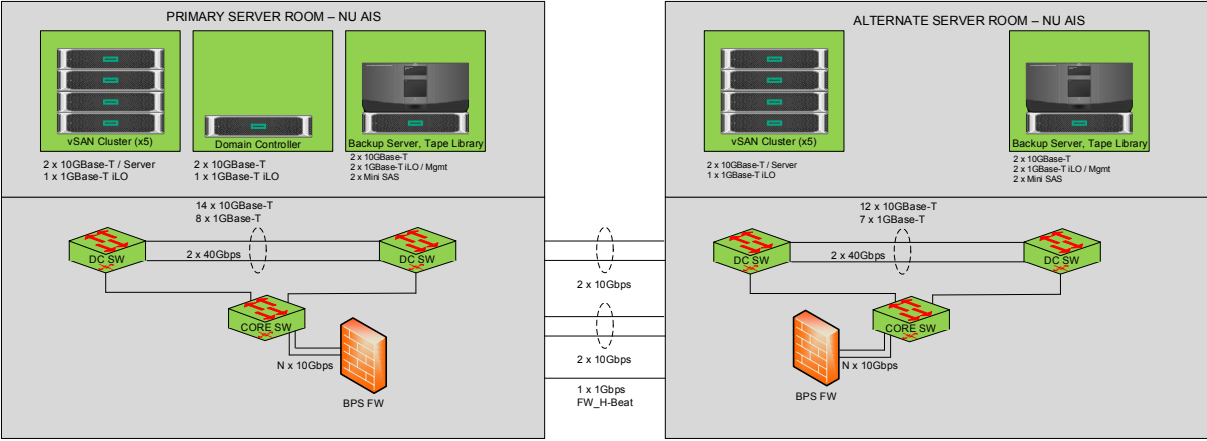 PRIMARY SERVER ROOM – NU AIS
vSAN Cluster (x5)
2 x 10GBase-T / Server
1 x 1GBase-T iLO
Domain Controller
2 x 10GBase-T
1 x 1GBase-T iLO
Backup Server, Tape Library
2 x 10GBase-T
2 x 1GBase-T iLO / Mgmt
2 x Mini SAS
14 x 10GBase-T
8 x 1GBase-T
DC SW
2 x 40Gbps
DC SW
CORE SW
N x 10Gbps
BPS FW
2 x 10Gbps
2 x 10Gbps
1 x 1Gbps
FW_H-Beat
ALTERNATE SERVER ROOM – NU AIS
vSAN Cluster (x5)
2 x 10GBase-T / Server
1 x 1GBase-T iLO
Backup Server, Tape Library
2 x 10GBase-T
2 x 1GBase-T iLO / Mgmt
2 x Mini SAS
12 x 10GBase-T
7 x 1GBase-T
DC SW
2 x 40Gbps
DC SW
CORE SW
N x 10Gbps
BPS FW